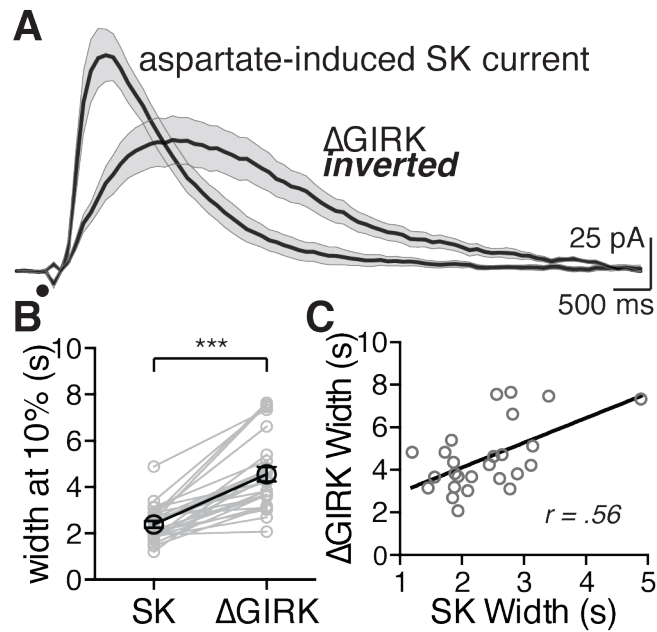 A
aspartate-induced SK current
ΔGIRK
inverted
25 pA
500 ms
B
width at 10% (s)
10
8
6
4
2
0
***
SK
ΔGIRK
C
ΔGIRK Width (s)
10
8
6
4
2
0
r = .56
1
2
3
4
5
SK Width (s)